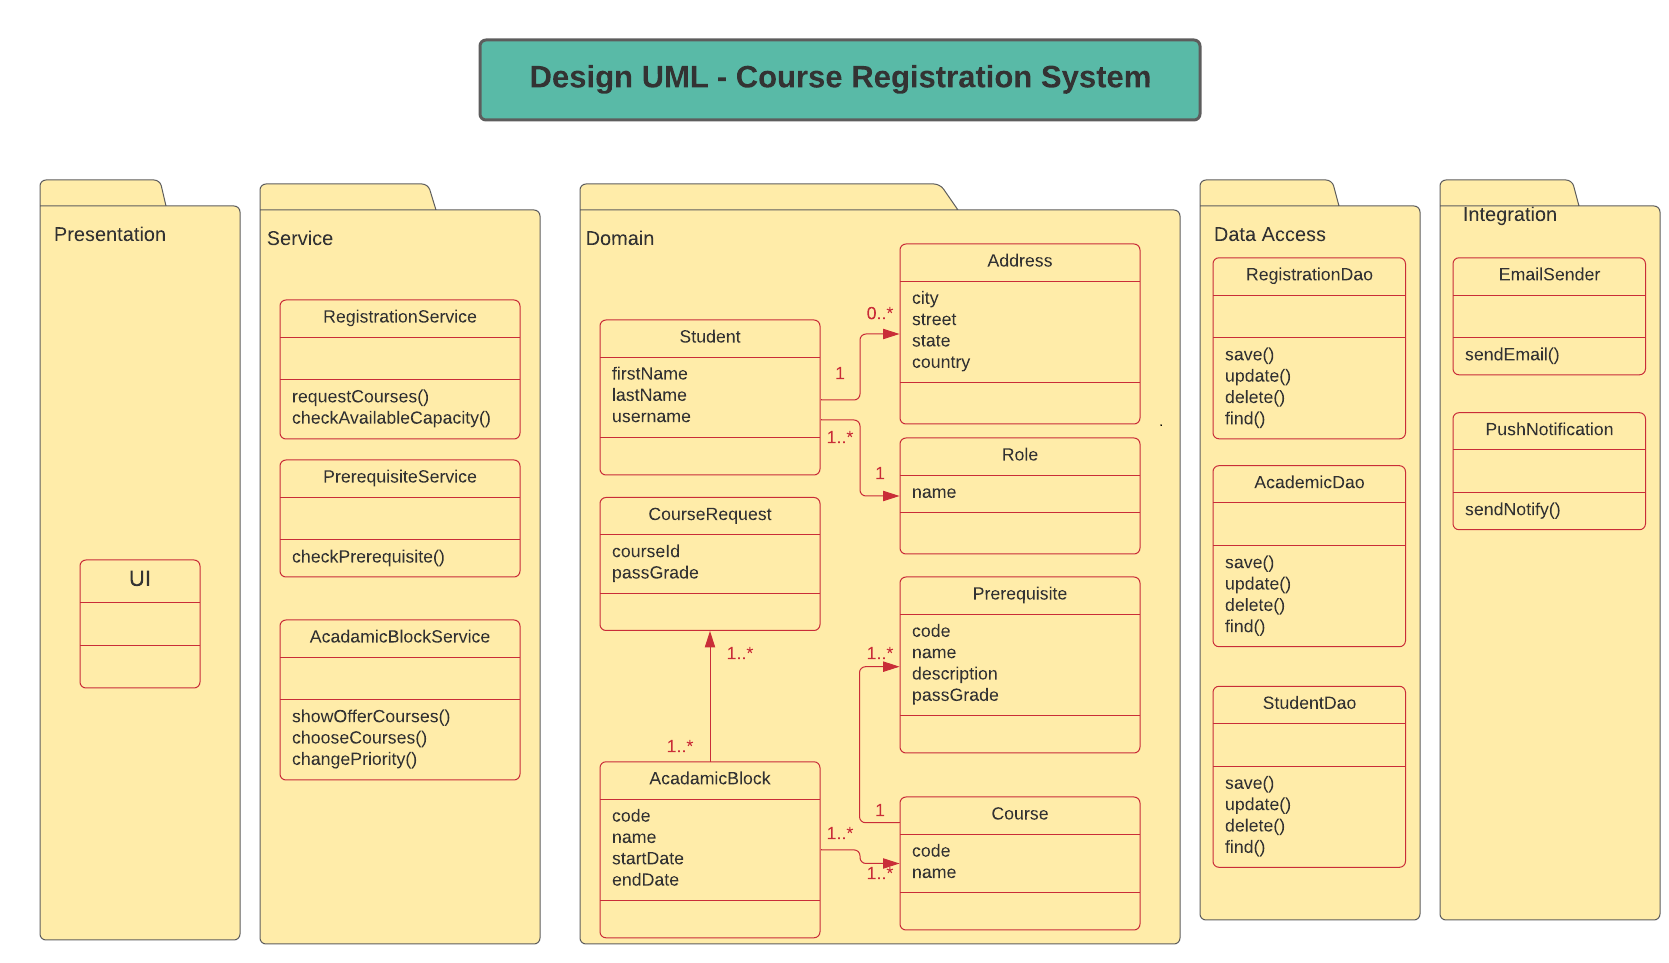 Design UML - Course Registration System
Presentation
UI
Service
RegistrationService
requestCourses()
checkAvailableCapacity()
PrerequisiteService
checkPrerequisite()
AcadamicBlockService
showOfferCourses()
chooseCourses()
changePriority()
Domain
Student
firstName
lastName
username
1
0..*
1..*
1
Address
city
street
state
country
Role
name
CourseRequest
courseId
passGrade
1..*
1..*
AcadamicBlock
code
name
startDate
endDate
1..*
1..*
Prerequisite
code
name
description
passGrade
1..*
1
Course
code
name
.
Data Access
RegistrationDao
save()
update()
delete()
find()
AcademicDao
save()
update()
delete()
find()
StudentDao
save()
update()
delete()
find()
Integration
EmailSender
sendEmail()
PushNotification
sendNotify()